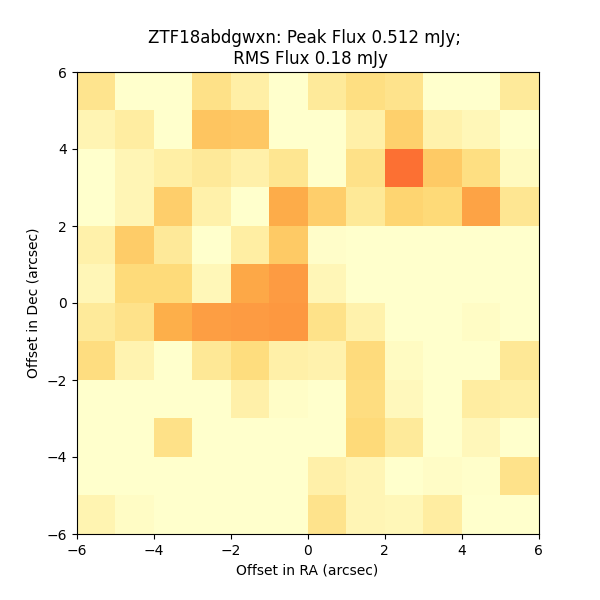 ZTF18abdgwxn: Peak Flux 0.512 mJy;
RMS Flux 0.18 mJy
6
4
2
0
−2
−4
−6
Offset in Dec (arcsec)
−6 −4 −2 0 2 4 6
Offset in RA (arcsec)